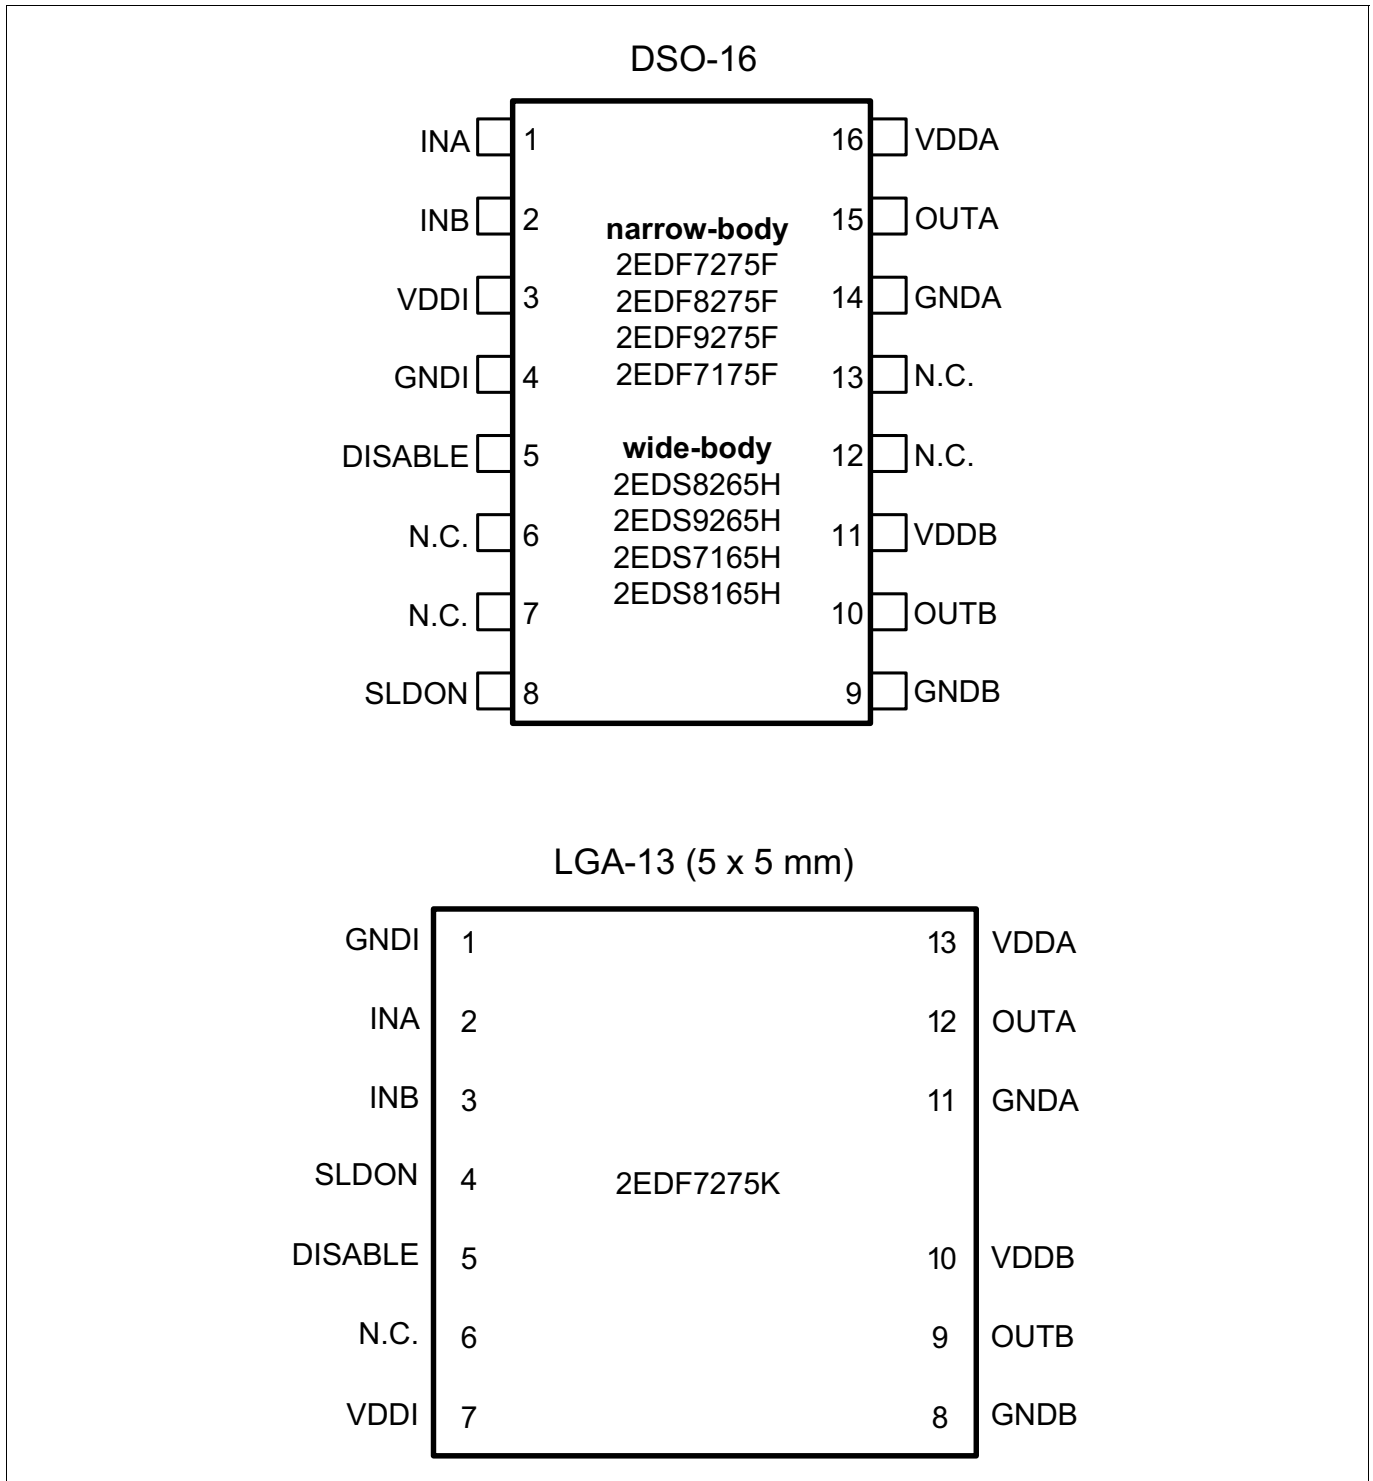 DSO-16
INA 1 16 VDDA
INB 2 15 OUTA
narrow-body
2EDF7275F
VDDI 3 14 GNDA
2EDF8275F
2EDF9275F
GNDI 4 13 N.C.
2EDF7175F
DISABLE 5 12 N.C.
wide-body
2EDS8265H
2EDS9265H
N.C. 6 11 VDDB
2EDS7165H
2EDS8165H
N.C. 7 10 OUTB
SLDON 8 9 GNDB
LGA-13 (5 x 5 mm)
GNDI 1 13 VDDA
INA 2 12 OUTA
INB 3 11 GNDA
SLDON 4 2EDF7275K
DISABLE 5 10 VDDB
N.C. 6 9 OUTB
VDDI 7 8 GNDB